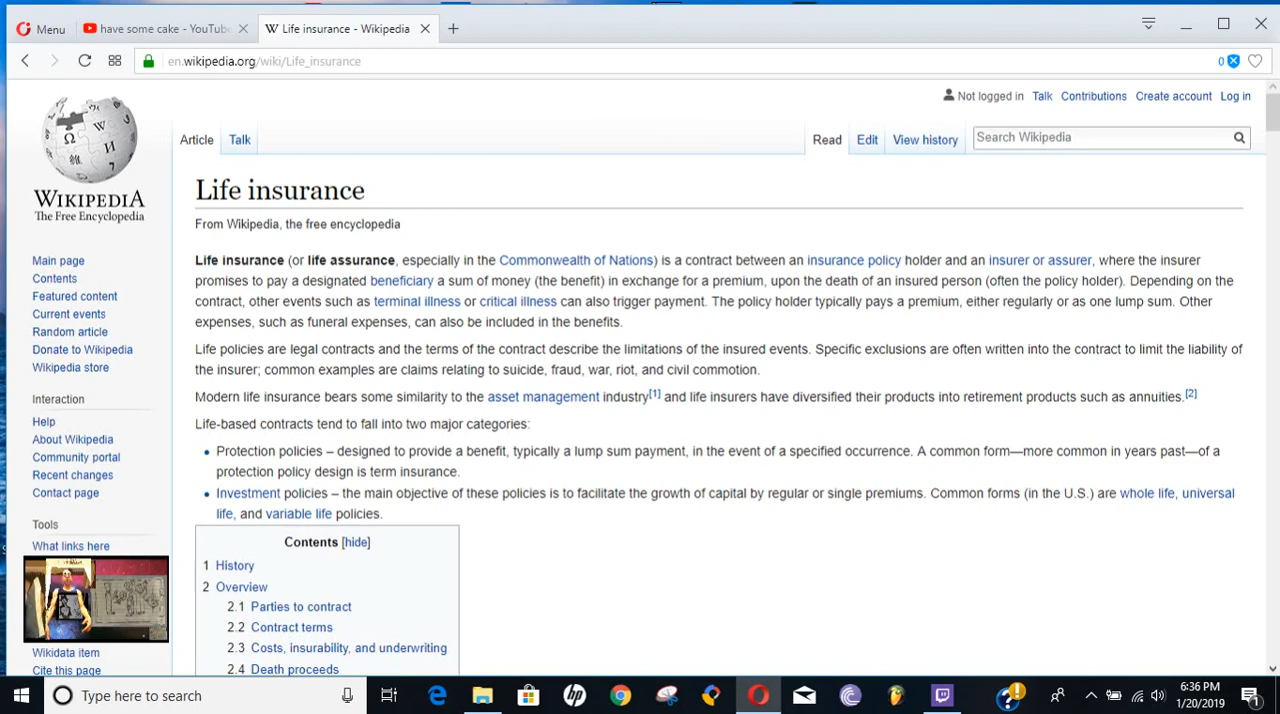 Menu
have some cake - YouTube
Life insurance - Wikipedia
en.wikipedia.org/wiki/Life_insurance
0
Not logged in Talk Contributions Create account Log in
Article Talk
Read Edit View history Search Wikipedia
WIKIPEDIA
The Free Encyclopedia
Main page
Contents
Featured content
Current events
Random article
Donate to Wikipedia
Wikipedia store
Interaction
Help
About Wikipedia
Community portal
Recent changes
Contact page
Tools
What links here
Wikidata item
Cite this page
Life insurance
From Wikipedia, the free encyclopedia
Life insurance (or life assurance, especially in the Commonwealth of Nations) is a contract between an insurance policy holder and an insurer or assurer, where the insurer
promises to pay a designated beneficiary a sum of money (the benefit) in exchange for a premium, upon the death of an insured person (often the policy holder). Depending on the
contract, other events such as terminal illness or critical illness can also trigger payment. The policy holder typically pays a premium, either regularly or as one lump sum. Other
expenses, such as funeral expenses, can also be included in the benefits.
Life policies are legal contracts and the terms of the contract describe the limitations of the insured events. Specific exclusions are often written into the contract to limit the liability of
the insurer; common examples are claims relating to suicide, fraud, war, riot, and civil commotion.
Modern life insurance bears some similarity to the asset management industry[1] and life insurers have diversified their products into retirement products such as annuities.[2]
Life-based contracts tend to fall into two major categories:
• Protection policies – designed to provide a benefit, typically a lump sum payment, in the event of a specified occurrence. A common form—more common in years past—of a
protection policy design is term insurance.
• Investment policies – the main objective of these policies is to facilitate the growth of capital by regular or single premiums. Common forms (in the U.S.) are whole life, universal
life, and variable life policies.
Contents [hide]
1 History
2 Overview
2.1 Parties to contract
2.2 Contract terms
2.3 Costs, insurability, and underwriting
2.4 Death proceeds
Type here to search
6:36 PM
1/20/2019
1